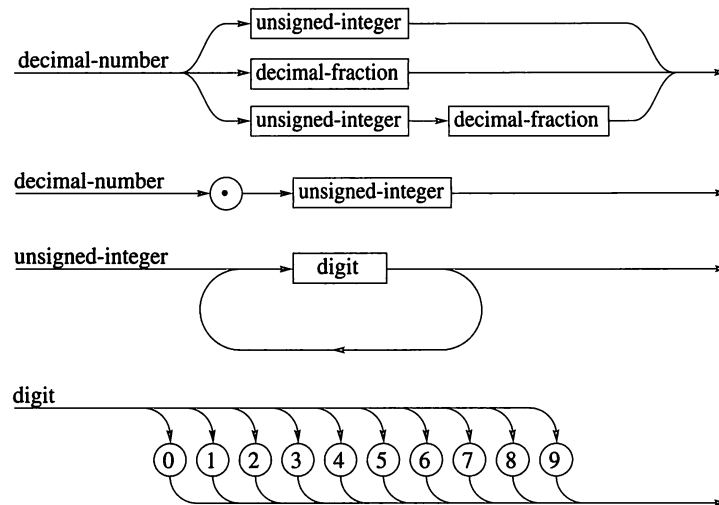 unsigned-integer
decimal-number
decimal-fraction
unsigned-integer decimal-fraction
decimal-number • unsigned-integer
unsigned-integer digit
digit
0 1 2 3 4 5 6 7 8 9